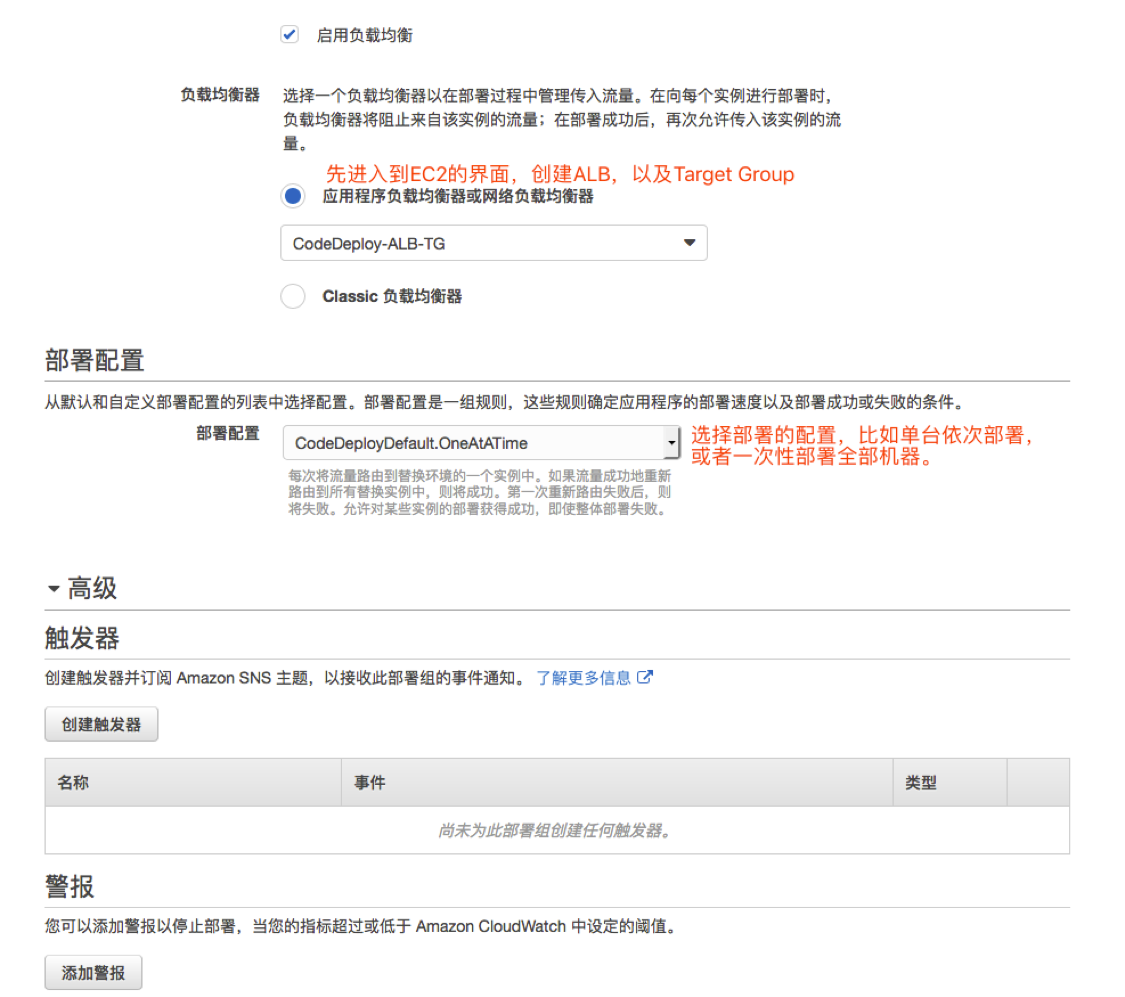 启用负载均衡
负载均衡器
选择一个负载均衡器以在部署过程中管理传入流量。在向每个实例进行部署时，
负载均衡器将阻止来自该实例的流量；在部署成功后，再次允许传入该实例的流
量。
先进入到EC2的界面，创建ALB，以及Target Group
应用程序负载均衡器或网络负载均衡器
CodeDeploy-ALB-TG
Classic 负载均衡器
部署配置
从默认和自定义部署配置的列表中选择配置。部署配置是一组规则，这些规则确定应用程序的部署速度以及部署成功或失败的条件。
部署配置
CodeDeployDefault.OneAtATime
选择部署的配置，比如单台依次部署，
或者一次性部署全部机器。
每次将流量路由到替换环境的一个实例中。如果流量成功地重新
路由到所有替换实例中，则将成功。第一次重新路由失败后，则
将失败。允许对某些实例的部署获得成功，即使整体部署失败。
高级
触发器
创建触发器并订阅 Amazon SNS 主题，以接收此部署组的事件通知。 了解更多信息
创建触发器
名称 事件 类型
尚未为此部署组创建任何触发器。
警报
您可以添加警报以停止部署，当您的指标超过或低于 Amazon CloudWatch 中设定的阈值。
添加警报